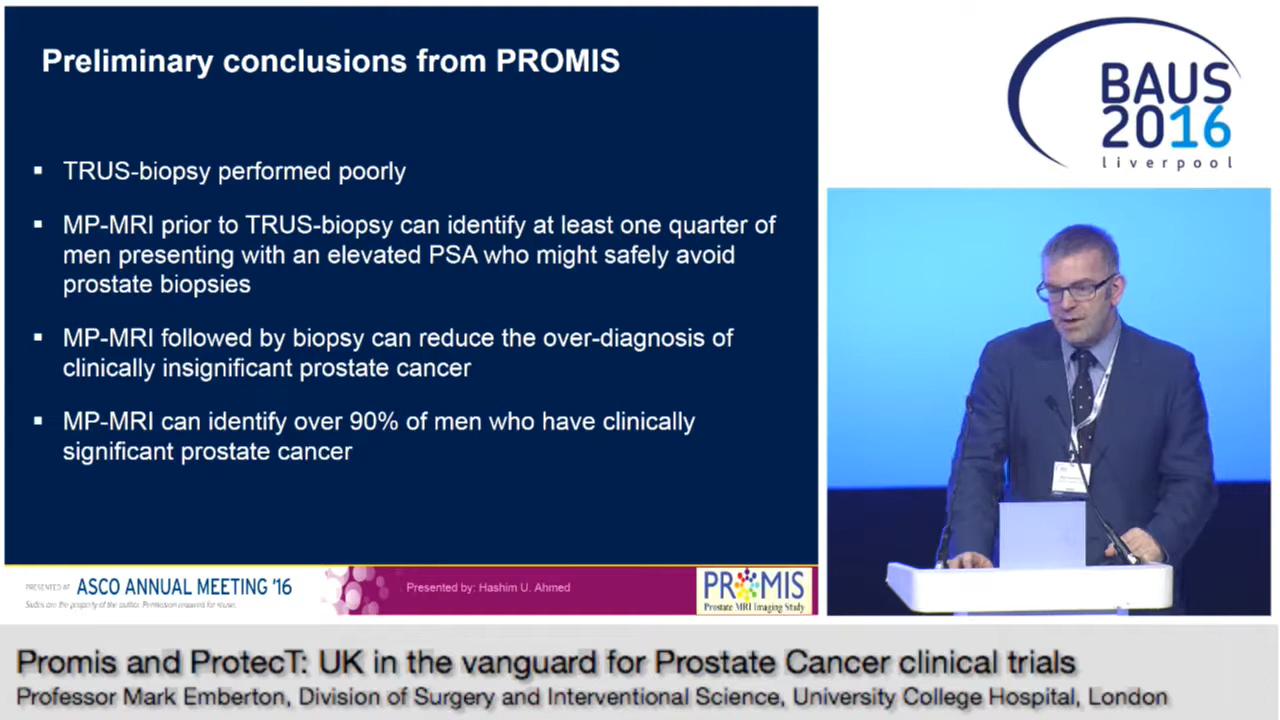 Preliminary conclusions from PROMIS
TRUS-biopsy performed poorly
MP-MRI prior to TRUS-biopsy can identify at least one quarter of
men presenting with an elevated PSA who might safely avoid
prostate biopsies
MP-MRI followed by biopsy can reduce the over-diagnosis of
clinically insignificant prostate cancer
MP-MRI can identify over 90% of men who have clinically
significant prostate cancer
PRESENTED AT ASCO ANNUAL MEETING '16
Slides are the property of the author. Permission required for reuse.
Presented by: Hashim U. Ahmed
PROMIS
Prostate MRI Imaging Study
BAUS
2016
liverpool
Promis and ProtecT: UK in the vanguard for Prostate Cancer clinical trials
Professor Mark Emberton, Division of Surgery and Interventional Science, University College Hospital, London